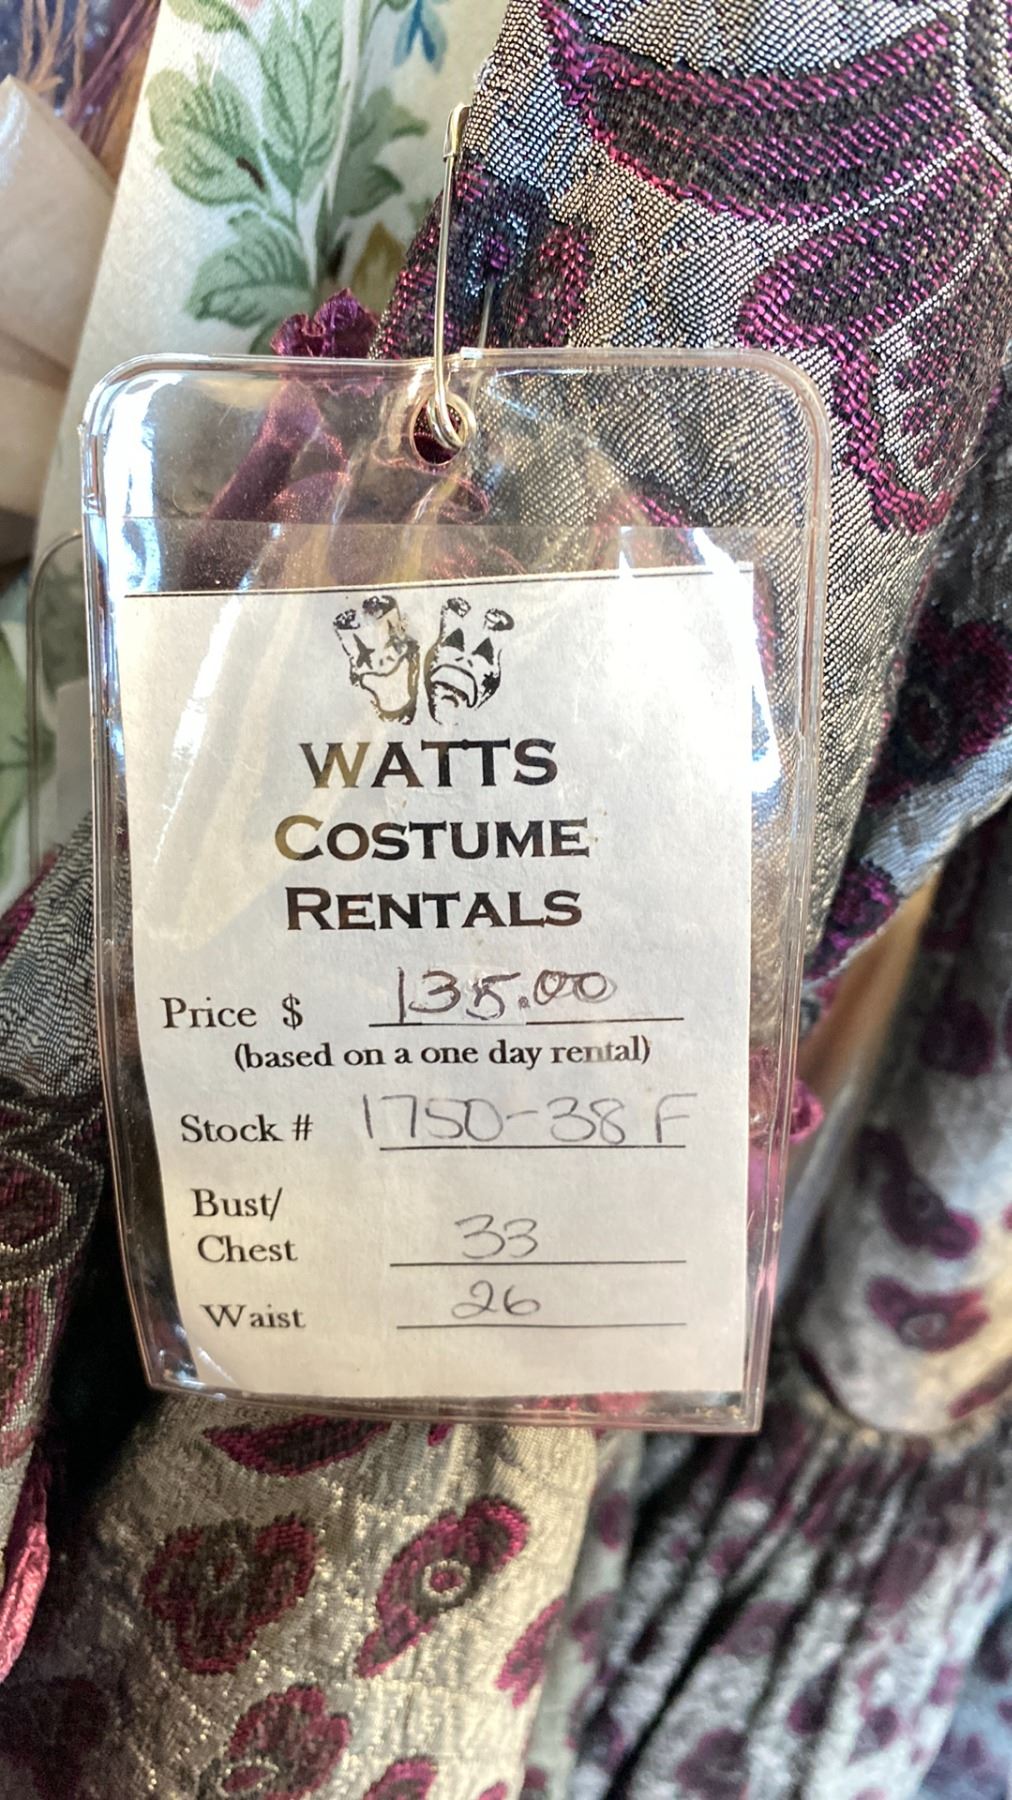 WATTS
COSTUME
RENTALS
Price $ 135.00
(based on a one day rental)
Stock # 1750-38 F
Bust/
Chest 33
Waist 26